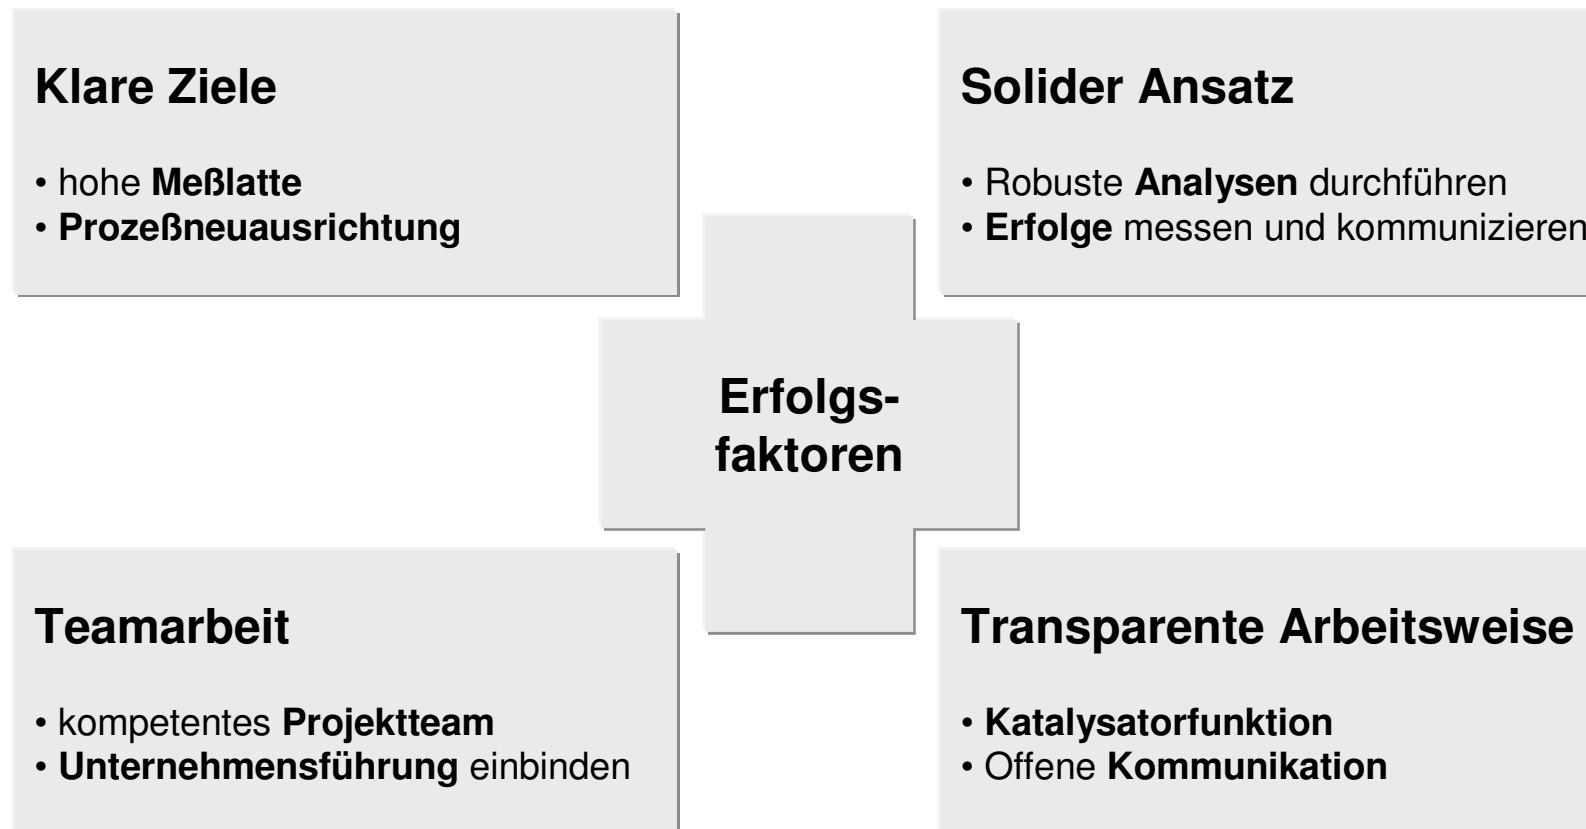 Klare Ziele
• hohe Meßlatte
• Prozeßneuausrichtung
Solider Ansatz
• Robuste Analysen durchführen
• Erfolge messen und kommunizieren
Erfolgs-
faktoren
Teamarbeit
• kompetentes Projektteam
• Unternehmensführung einbinden
Transparente Arbeitsweise
• Katalysatorfunktion
• Offene Kommunikation